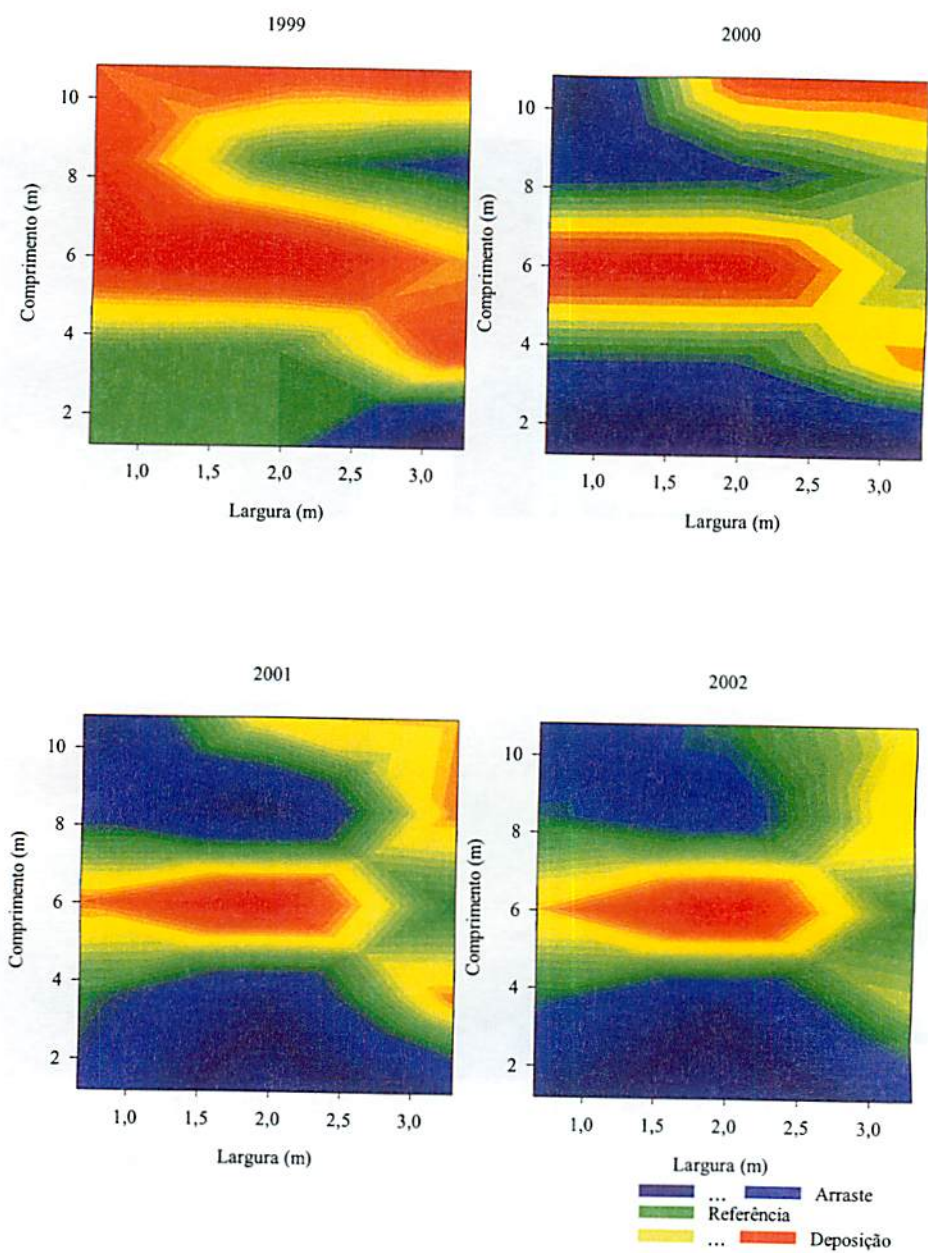 1999
2000
10
8
6
4
2
Comprimento (m)
1,0 1,5 2,0 2,5 3,0
Largura (m)
10
8
6
4
2
Comprimento (m)
1,0 1,5 2,0 2,5 3,0
Largura (m)
2001
2002
10
8
6
4
2
Comprimento (m)
1,0 1,5 2,0 2,5 3,0
Largura (m)
10
8
6
4
2
Comprimento (m)
1,0 1,5 2,0 2,5 3,0
Largura (m)
... Arraste
Referência
... Deposição